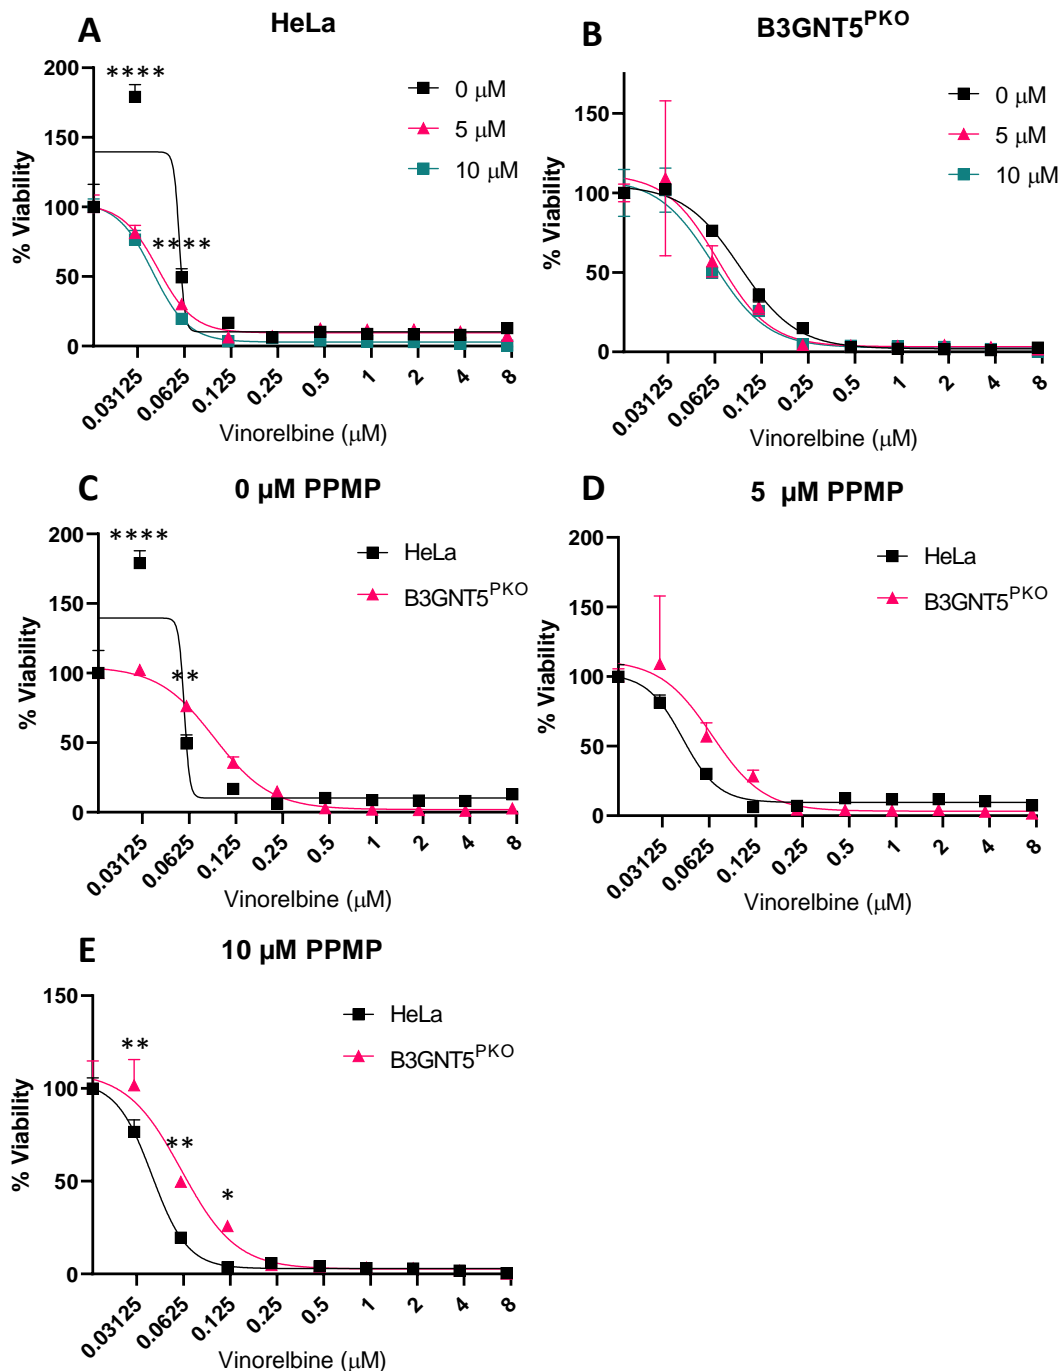 A
HeLa
200
150
100
50
0
% Viability
****
****
0 μM
5 μM
10 μM
0.03125
0.0625
0.125
0.25
0.5
1
2
4
8
Vinorelbine (μM)
B
B3GNT5PKO
150
100
50
0
% Viability
0 μM
5 μM
10 μM
0.03125
0.0625
0.125
0.25
0.5
1
2
4
8
Vinorelbine (μM)
C
0 μM PPMP
200
150
100
50
0
% Viability
****
**
HeLa
B3GNT5PKO
0.03125
0.0625
0.125
0.25
0.5
1
2
4
8
Vinorelbine (μM)
D
5 μM PPMP
200
150
100
50
0
% Viability
HeLa
B3GNT5PKO
0.03125
0.0625
0.125
0.25
0.5
1
2
4
8
Vinorelbine (μM)
E
10 μM PPMP
150
100
50
0
% Viability
**
**
*
HeLa
B3GNT5PKO
0.03125
0.0625
0.125
0.25
0.5
1
2
4
8
Vinorelbine (μM)